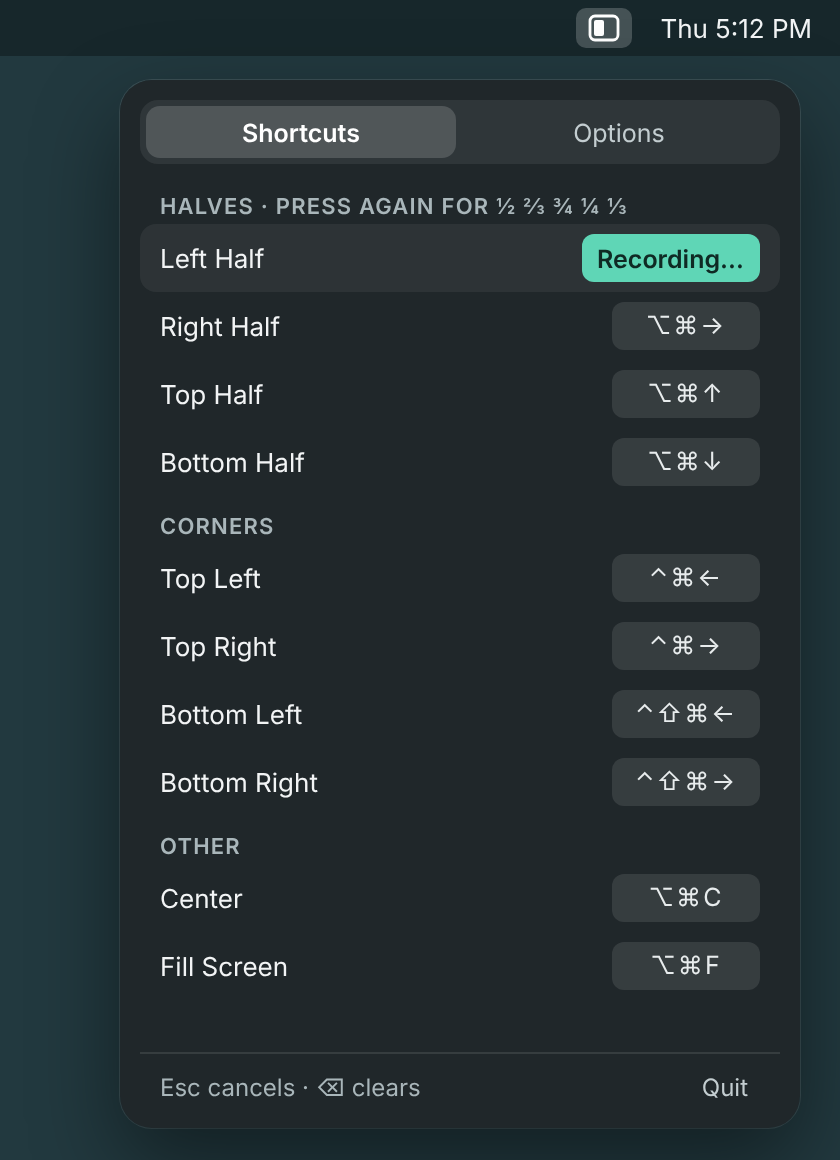 Thu 5:12 PM
Shortcuts Options
HALVES · PRESS AGAIN FOR ½ ⅔ ¾ ¼ ⅓
Left Half Recording...
Right Half ⌥⌘→
Top Half ⌥⌘↑
Bottom Half ⌥⌘↓
CORNERS
Top Left ^⌘←
Top Right ^⌘→
Bottom Left ^⇧⌘←
Bottom Right ^⇧⌘→
OTHER
Center ⌥⌘C
Fill Screen ⌥⌘F
Esc cancels · ⌫ clears Quit